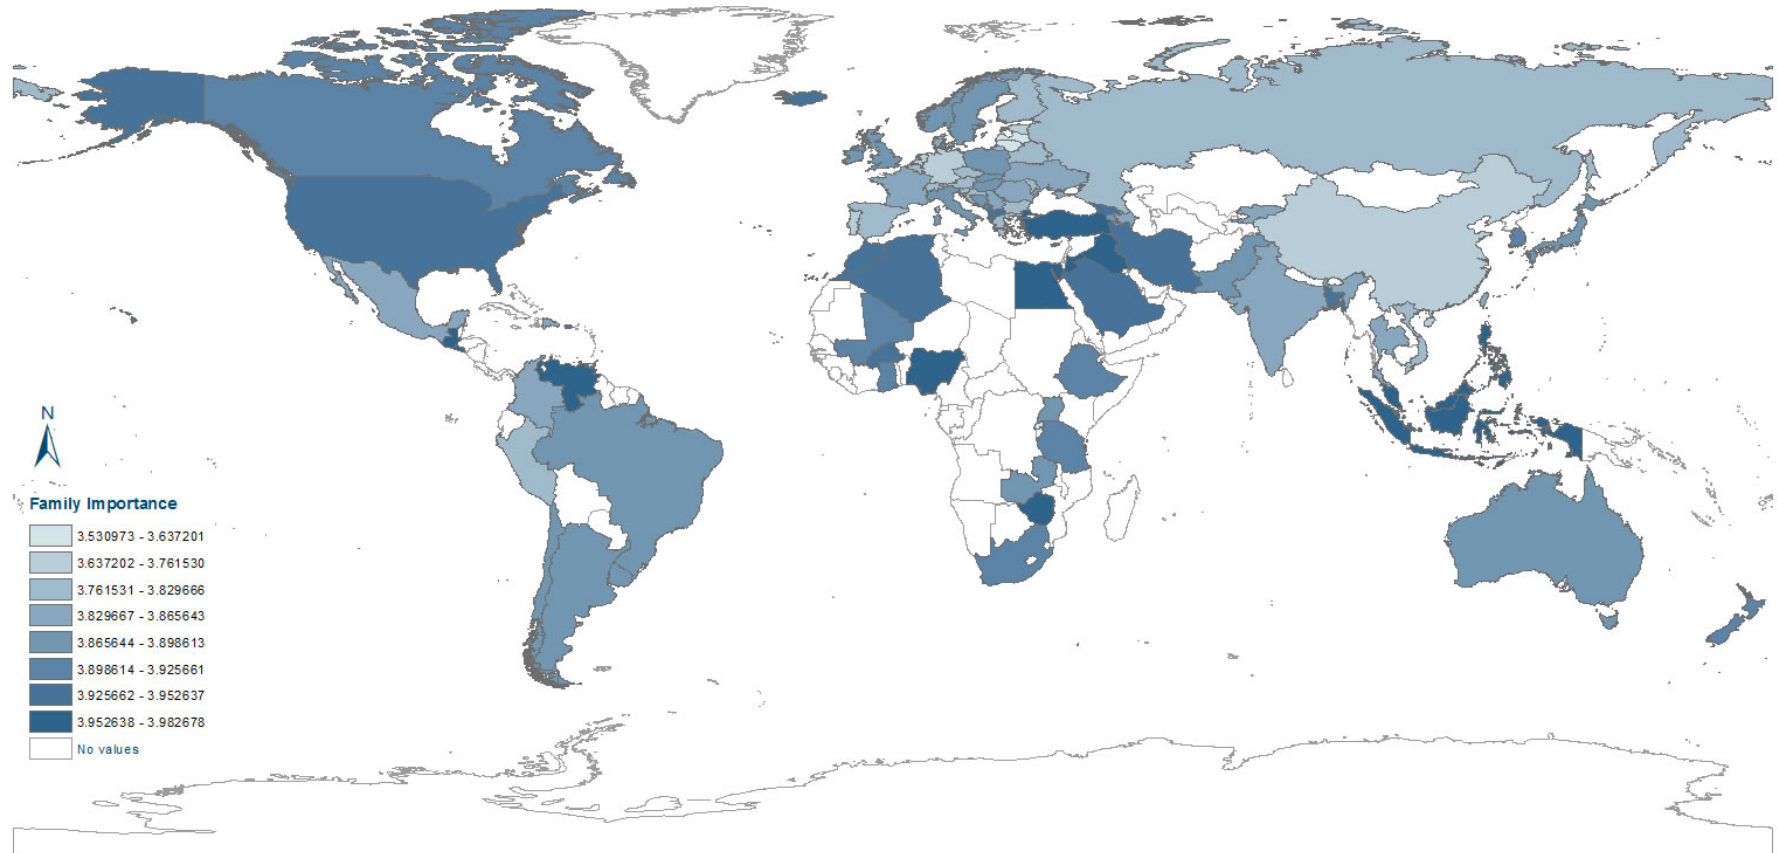 N
Family Importance
3.530973 - 3.637201
3.637202 - 3.761530
3.761531 - 3.829666
3.829667 - 3.865643
3.865644 - 3.898613
3.898614 - 3.925661
3.925662 - 3.952637
3.952638 - 3.982678
No values